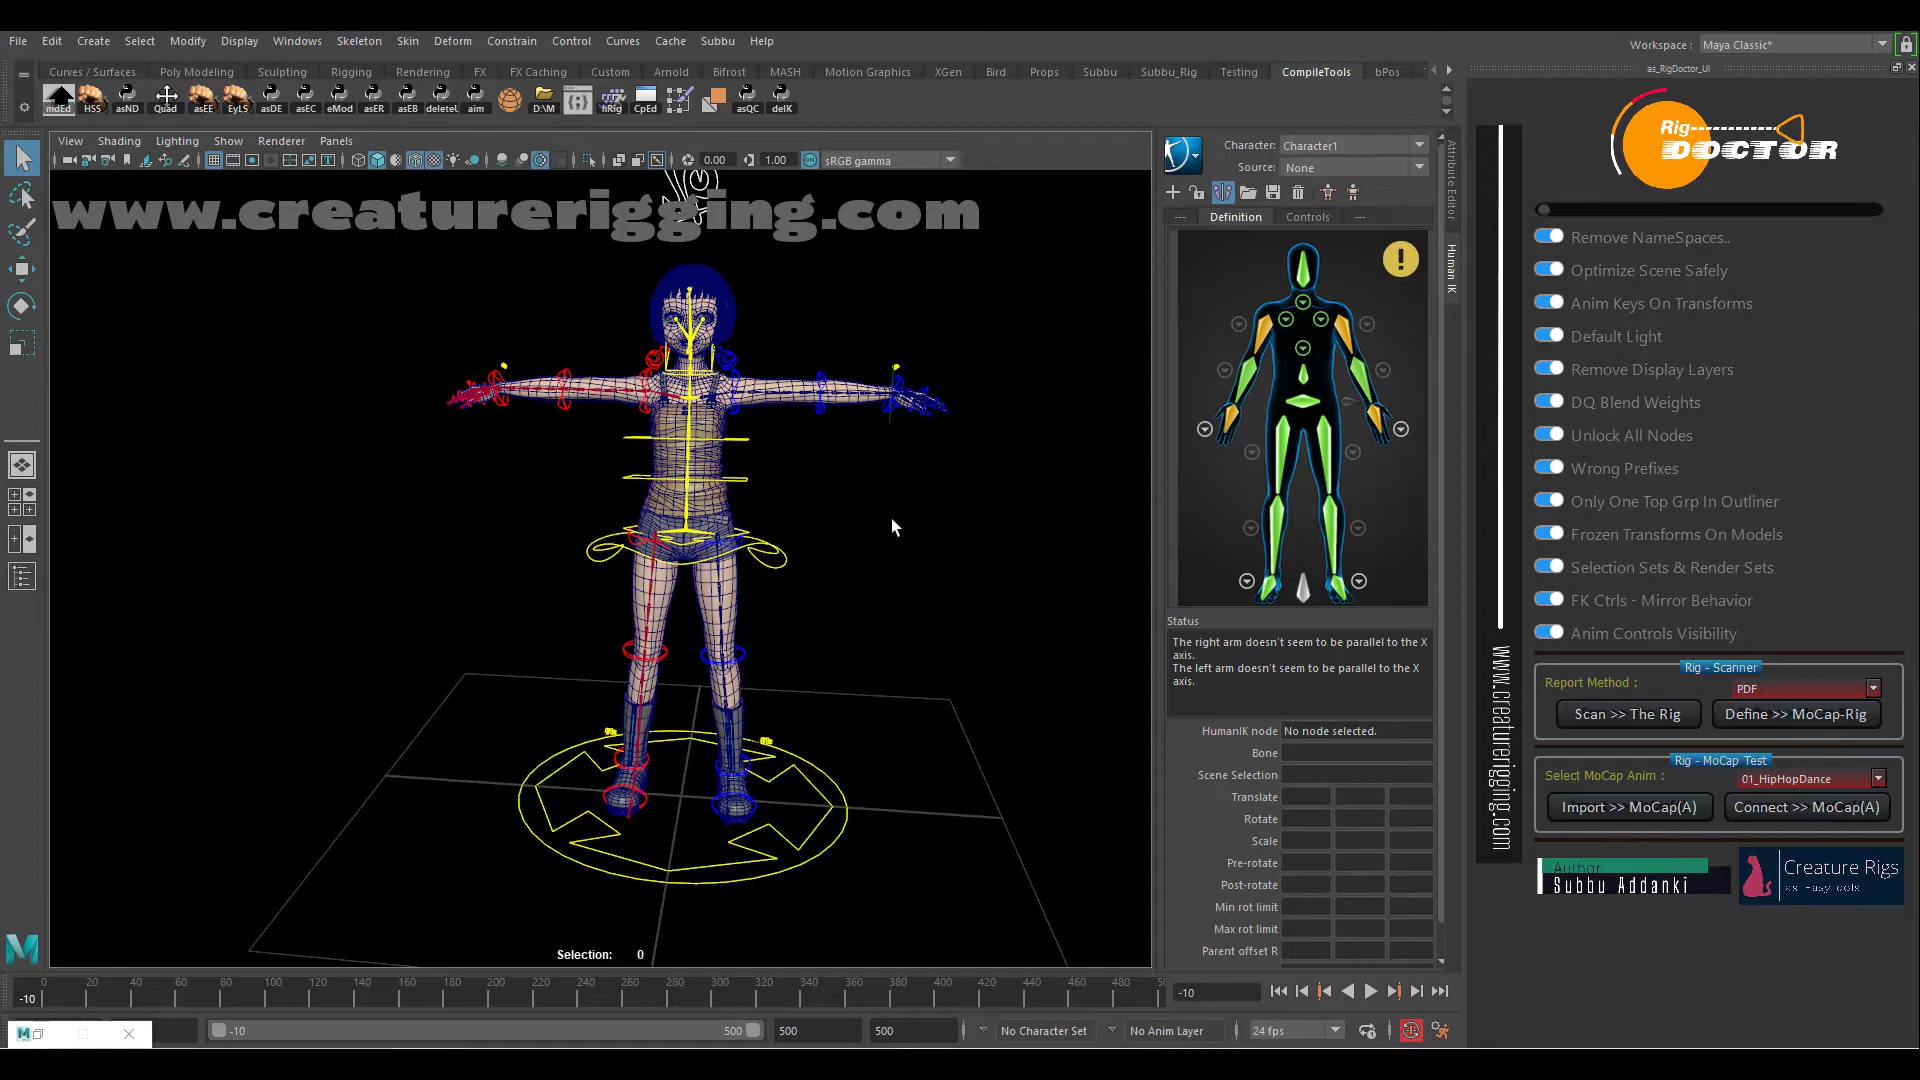 File Edit Create Select Modify Display Windows Skeleton Skin Deform Constrain Control Curves Cache Subbu Help
Workspace : Maya Classic*
as_RigDoctor_UI
Curves / Surfaces Poly Modeling Sculpting Rigging Rendering FX FX Caching Custom Arnold Bifrost MASH Motion Graphics XGen Bird Props Subbu Subbu_Rig Testing CompileTools bPos
mdEd HSS asND Quad asEE EyLS asDE asEC eMod asER asEB deleteL aim D:\M hRig CpEd asQC delK
View Shading Lighting Show Renderer Panels
0.00 1.00 sRGB gamma
www.creaturerigging.com
Selection: 0
Character: Character1
Source: None
Definition Controls
Attribute Editor
Human IK
Status
The right arm doesn't seem to be parallel to the X
axis.
The left arm doesn't seem to be parallel to the X
axis.
HumanIK node No node selected.
Bone
Scene Selection
Translate
Rotate
Scale
Pre-rotate
Post-rotate
Min rot limit
Max rot limit
Parent offset R
Rig
DOCTOR
Remove NameSpaces..
Optimize Scene Safely
Anim Keys On Transforms
Default Light
Remove Display Layers
DQ Blend Weights
Unlock All Nodes
Wrong Prefixes
Only One Top Grp In Outliner
Frozen Transforms On Models
Selection Sets & Render Sets
FK Ctrls - Mirror Behavior
Anim Controls Visibility
www.creaturerigging.com
Rig - Scanner
Report Method : PDF
Scan >> The Rig Define >> MoCap-Rig
Rig - MoCap Test
Select MoCap Anim : 01_HipHopDance
Import >> MoCap(A) Connect >> MoCap(A)
Author
Subbu Addanki
Creature Rigs
0 20 40 60 80 100 120 140 160 180 200 220 240 260 280 300 320 340 360 380 400 420 440 460 480
-10
-10
-10 500 500 500 No Character Set No Anim Layer 24 fps